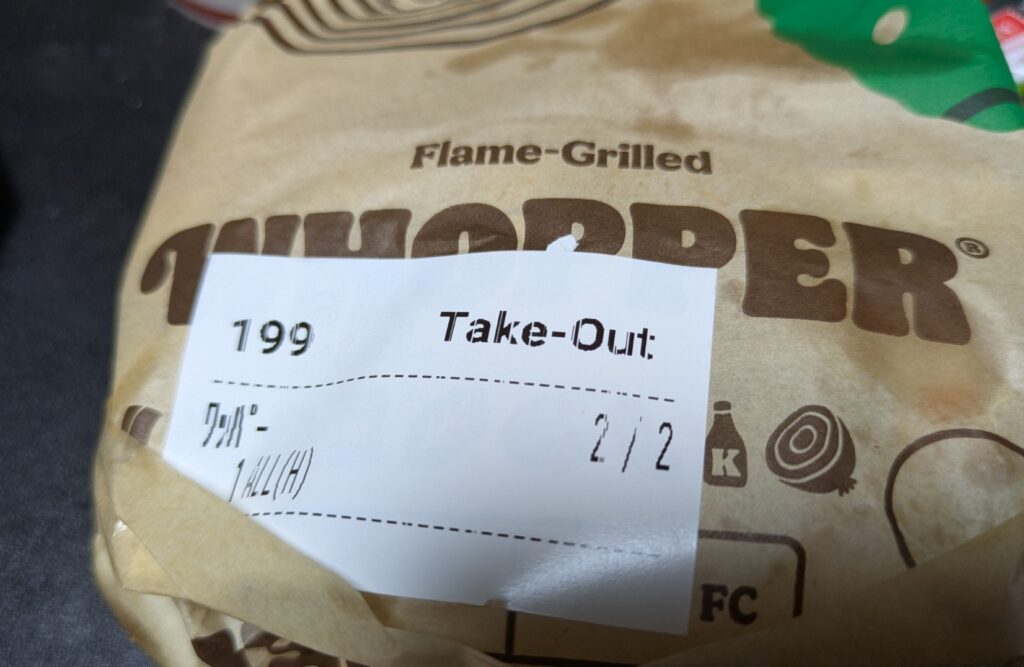 Flame-Grilled
WHOPPER®
199 Take-Out
ワッパー 2/2
1 ALL(H)
K
FC